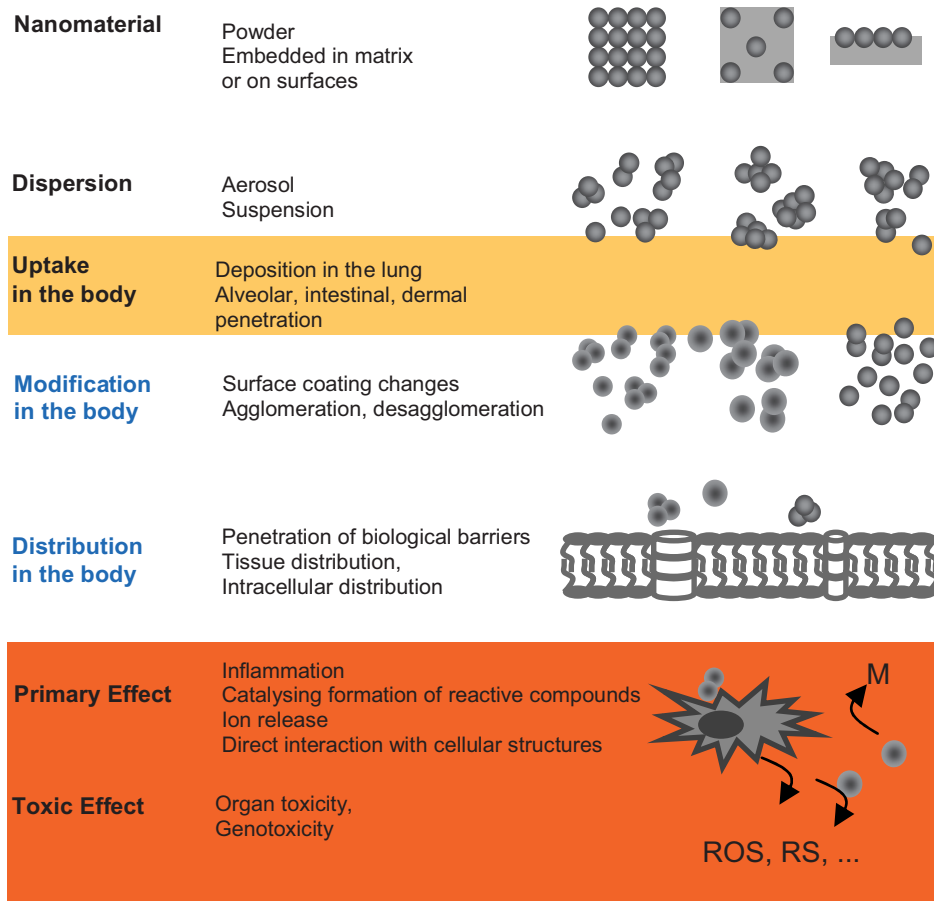 Nanomaterial
Powder
Embedded in matrix
or on surfaces
Dispersion
Aerosol
Suspension
Uptake
in the body
Deposition in the lung
Alveolar, intestinal, dermal
penetration
Modification
in the body
Surface coating changes
Agglomeration, desagglomeration
Distribution
in the body
Penetration of biological barriers
Tissue distribution,
Intracellular distribution
Primary Effect
Inflammation
Catalysing formation of reactive compounds
Ion release
Direct interaction with cellular structures
M
Toxic Effect
Organ toxicity,
Genotoxicity
ROS, RS, ...